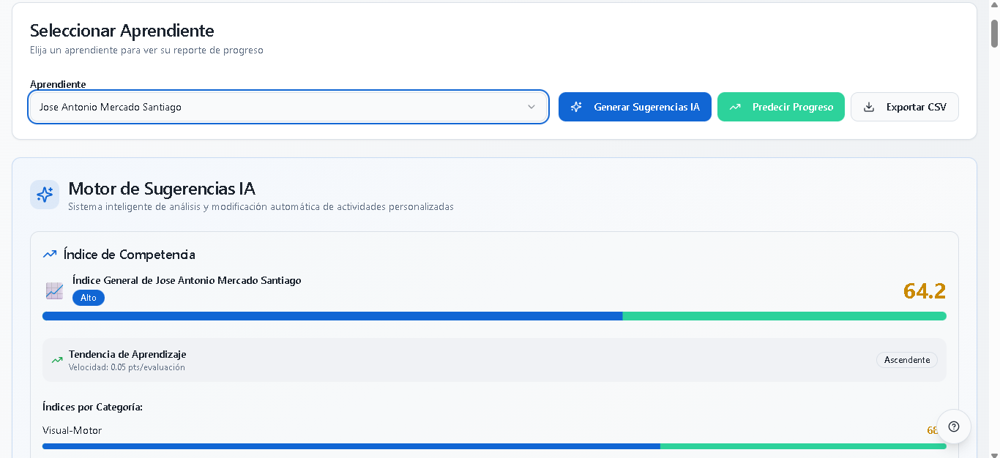 Seleccionar Aprendiente
Elija un aprendiente para ver su reporte de progreso
Aprendiente
Jose Antonio Mercado Santiago
Generar Sugerencias IA
Predecir Progreso
Exportar CSV
Motor de Sugerencias IA
Sistema inteligente de análisis y modificación automática de actividades personalizadas
Índice de Competencia
Índice General de Jose Antonio Mercado Santiago
Alto
64.2
Tendencia de Aprendizaje
Velocidad: 0.05 pts/evaluación
Ascendente
Índices por Categoría:
Visual-Motor